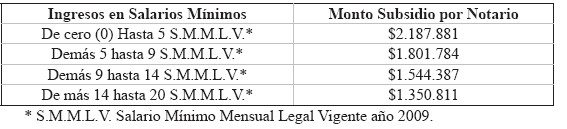 Ingresos en Salarios Mínimos Monto Subsidio por Notario
De cero (0) Hasta 5 S.M.M.L.V.* $2.187.881
Demás 5 hasta 9 S.M.M.L.V.* $1.801.784
Demás 9 hasta 14 S.M.M.L.V.* $1.544.387
De más 14 hasta 20 S.M.M.L.V.* $1.350.811
* S.M.M.L.V. Salario Mínimo Mensual Legal Vigente año 2009.